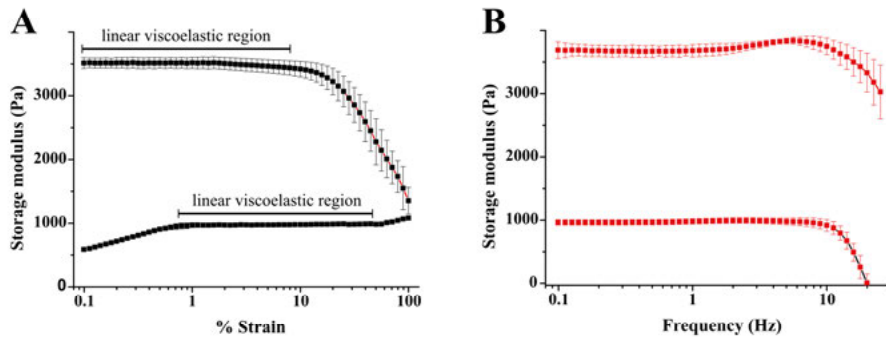 A
B
linear viscoelastic region
linear viscoelastic region
Storage modulus (Pa)
3000
2000
1000
0
0.1 1 10 100
% Strain
Storage modulus (Pa)
3000
2000
1000
0
0.1 1 10
Frequency (Hz)